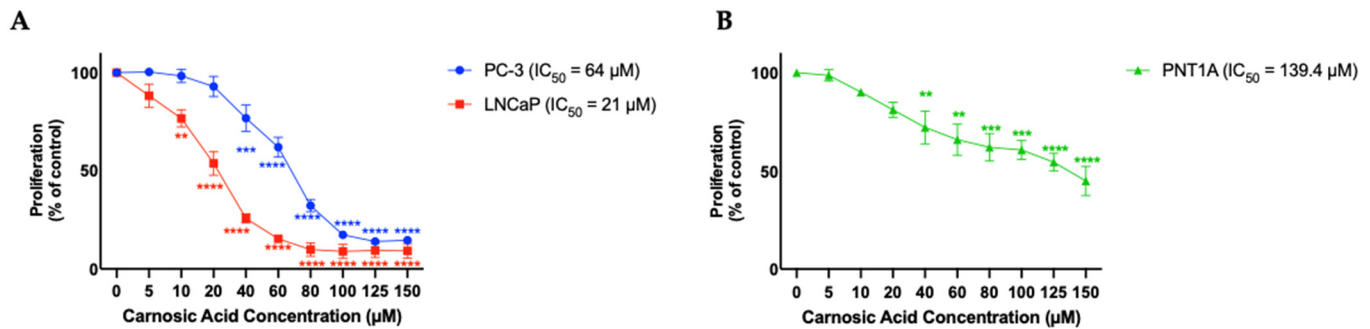 A
Proliferation
(% of control)
100
50
0
**
***
****
****
****
****
****
****
****
****
****
****
****
****
****
0 5 10 20 40 60 80 100 125 150
Carnosic Acid Concentration (µM)
PC-3 (IC50 = 64 µM)
LNCaP (IC50 = 21 µM)
B
Proliferation
(% of control)
100
50
0
**
**
***
***
****
****
0 5 10 20 40 60 80 100 125 150
Carnosic Acid Concentration (µM)
PNT1A (IC50 = 139.4 µM)